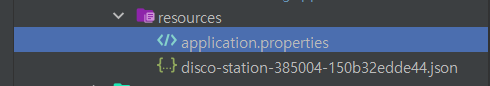 resources
application.properties
disco-station-385004-150b32edde44.json